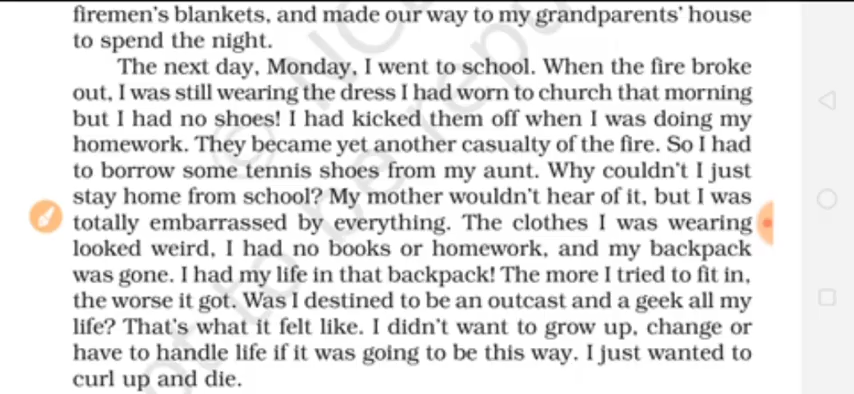 firemen's blankets, and made our way to my grandparents' house
to spend the night.
The next day, Monday, I went to school. When the fire broke
out, I was still wearing the dress I had worn to church that morning
but I had no shoes! I had kicked them off when I was doing my
homework. They became yet another casualty of the fire. So I had
to borrow some tennis shoes from my aunt. Why couldn't I just
stay home from school? My mother wouldn't hear of it, but I was
totally embarrassed by everything. The clothes I was wearing
looked weird, I had no books or homework, and my backpack
was gone. I had my life in that backpack! The more I tried to fit in,
the worse it got. Was I destined to be an outcast and a geek all my
life? That's what it felt like. I didn't want to grow up, change or
have to handle life if it was going to be this way. I just wanted to
curl up and die.